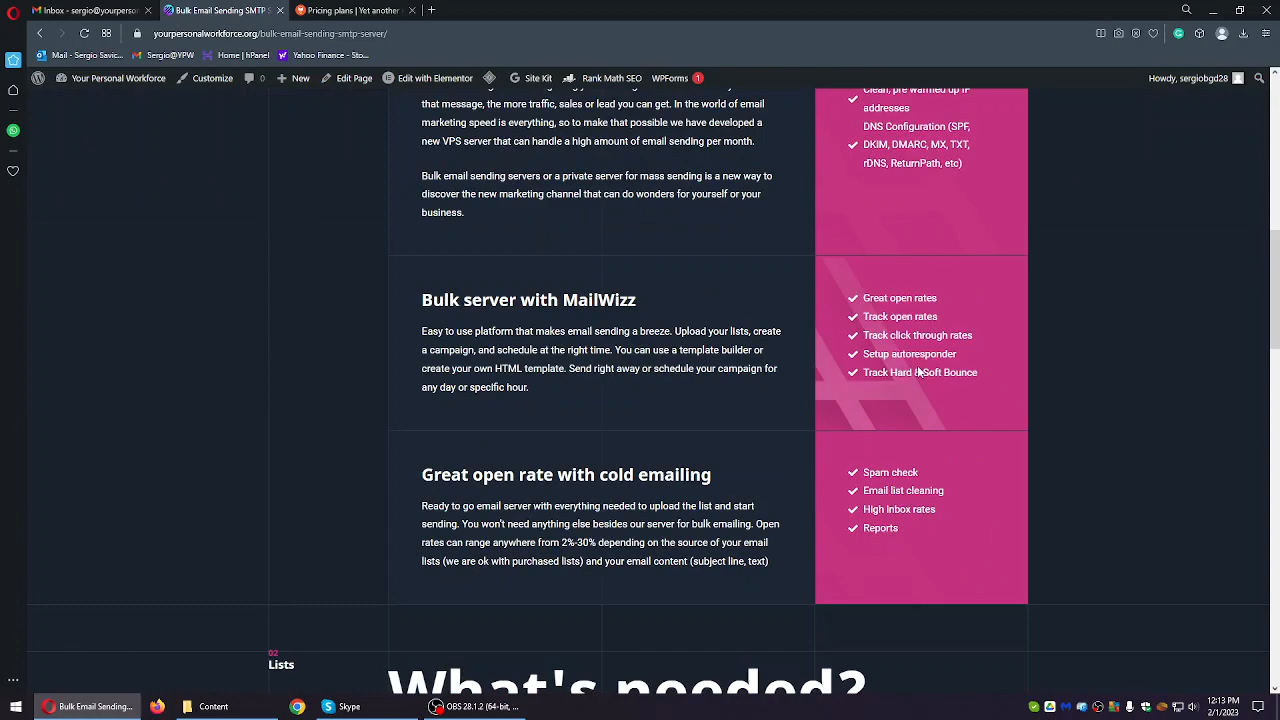 Inbox - sergio@yourperson
Bulk Email Sending SMTP S
Pricing plans | Yet another
yourpersonalworkforce.org/bulk-email-sending-smtp-server/
Mail - Sergio Savic...
Sergio@YPW
Home | hPanel
Yahoo Finance - Sto...
Your Personal Workforce
Customize
0
New
Edit Page
Edit with Elementor
Site Kit
Rank Math SEO
WPForms 1
Howdy, sergiobgd28
that message, the more traffic, sales or lead you can get. In the world of email
marketing speed is everything, so to make that possible we have developed a
new VPS server that can handle a high amount of email sending per month.
Bulk email sending servers or a private server for mass sending is a new way to
discover the new marketing channel that can do wonders for yourself or your
business.
Clean, pre warmed up IP
addresses
DNS Configuration (SPF,
DKIM, DMARC, MX, TXT,
rDNS, ReturnPath, etc)
Bulk server with MailWizz
Easy to use platform that makes email sending a breeze. Upload your lists, create
a campaign, and schedule at the right time. You can use a template builder or
create your own HTML template. Send right away or schedule your campaign for
any day or specific hour.
Great open rates
Track open rates
Track click through rates
Setup autoresponder
Track Hard & Soft Bounce
Great open rate with cold emailing
Ready to go email server with everything needed to upload the list and start
sending. You won't need anything else besides our server for bulk emailing. Open
rates can range anywhere from 2%-30% depending on the source of your email
lists (we are ok with purchased lists) and your email content (subject line, text)
Spam check
Email list cleaning
High inbox rates
Reports
02
Lists
What's needed?
Bulk Email Sending...
Content
Skype
OBS 28.1.2 (64-bit, ...
12:13 PM
2/1/2023